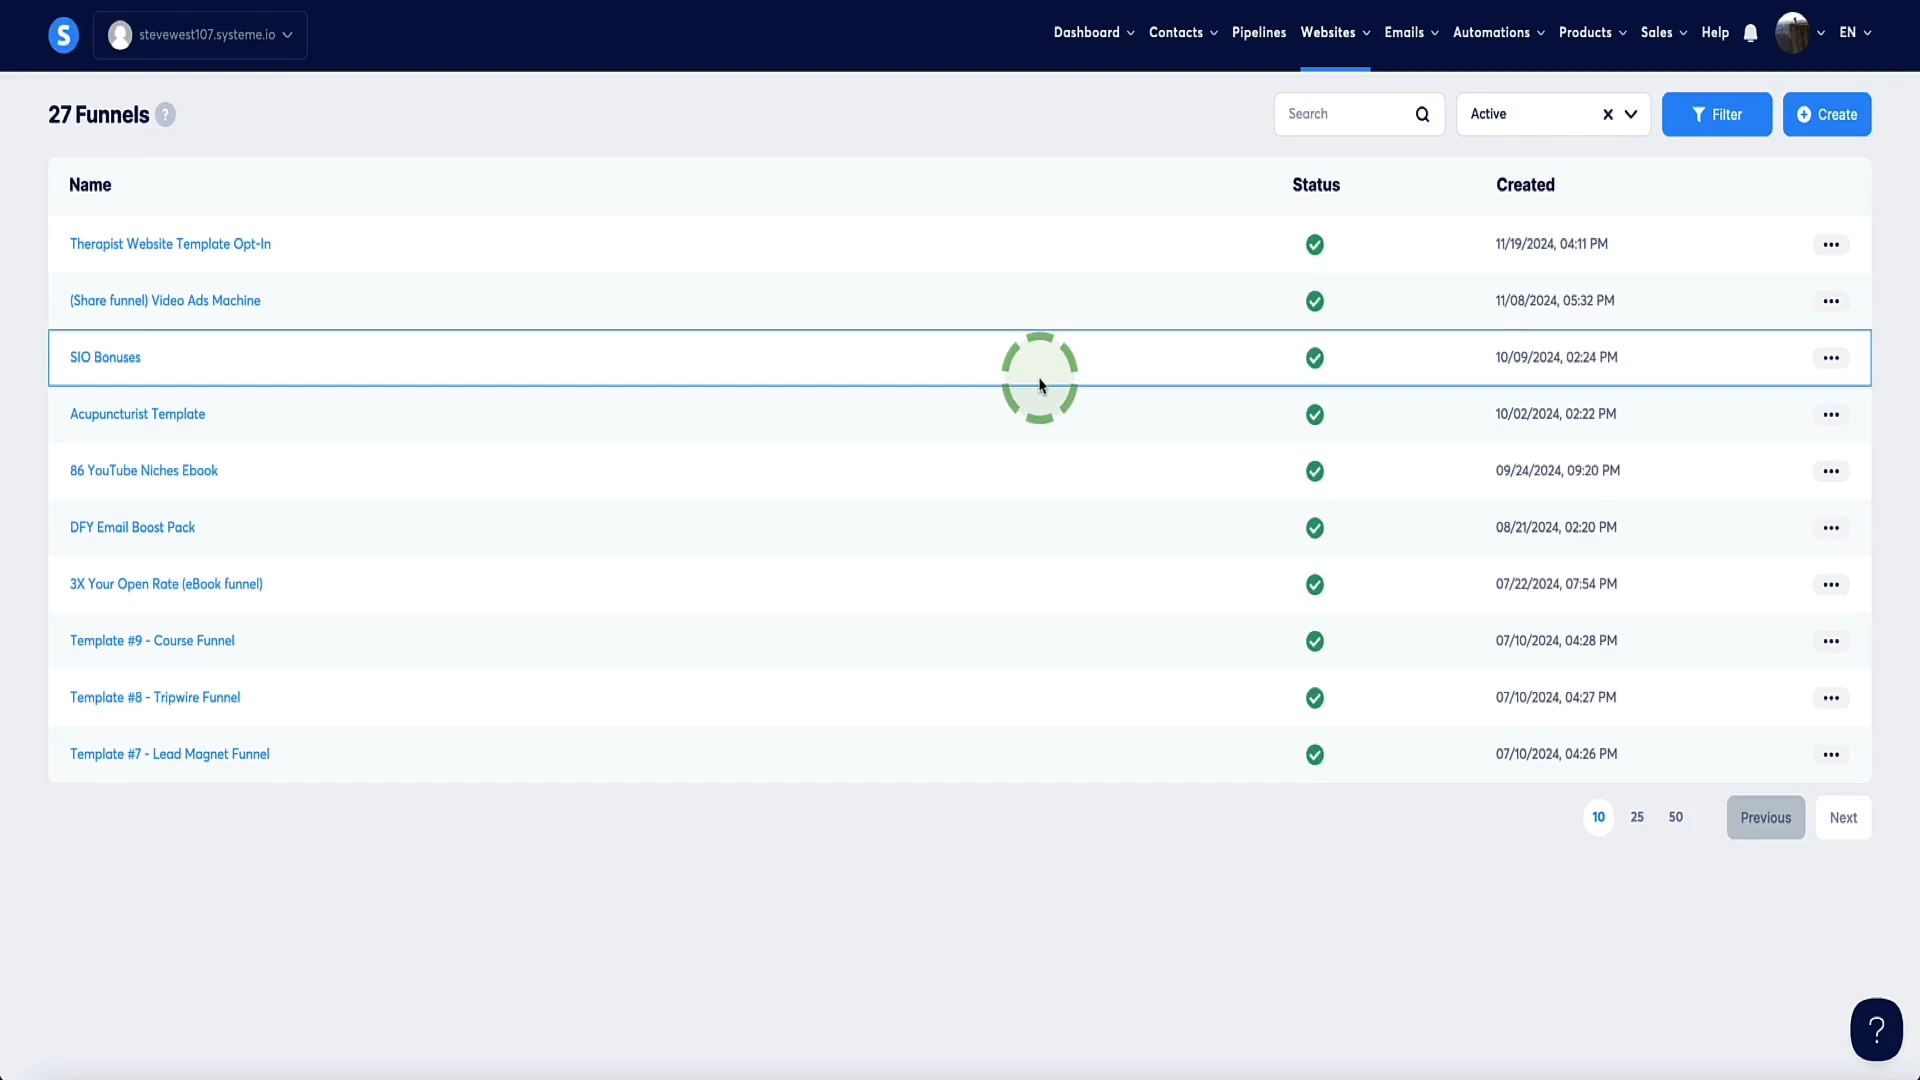 S stevewest107.systeme.io Dashboard Contacts Pipelines Websites Emails Automations Products Sales Help EN
27 Funnels ? Search Active Filter Create
Name Status Created
Therapist Website Template Opt-In 11/19/2024, 04:11 PM
(Share funnel) Video Ads Machine 11/08/2024, 05:32 PM
SIO Bonuses 10/09/2024, 02:24 PM
Acupuncturist Template 10/02/2024, 02:22 PM
86 YouTube Niches Ebook 09/24/2024, 09:20 PM
DFY Email Boost Pack 08/21/2024, 02:20 PM
3X Your Open Rate (eBook funnel) 07/22/2024, 07:54 PM
Template #9 - Course Funnel 07/10/2024, 04:28 PM
Template #8 - Tripwire Funnel 07/10/2024, 04:27 PM
Template #7 - Lead Magnet Funnel 07/10/2024, 04:26 PM
10 25 50 Previous Next
?